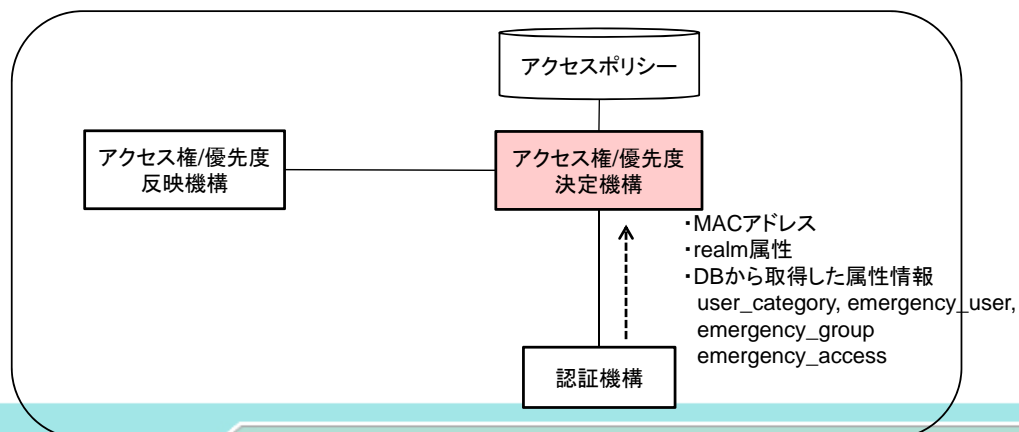 アクセスポリシー
アクセス権/優先度
反映機構
アクセス権/優先度
決定機構
・MACアドレス
・realm属性
・DBから取得した属性情報
user_category, emergency_user,
emergency_group
emergency_access
認証機構